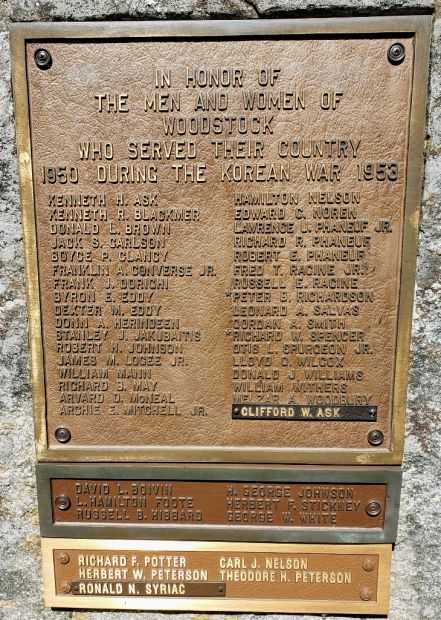 IN HONOR OF
THE MEN AND WOMEN OF
WOODSTOCK
WHO SERVED THEIR COUNTRY
1950 DURING THE KOREAN WAR 1953
KENNETH H. ASK
KENNETH R. BLACKMER
DONALD L. BROWN
JACK S. CARLSON
BOYCE P. CLANCY
FRANKLIN A. CONVERSE JR.
FRANK J. DORICHI
BYRON E. EDDY
DEXTER M. EDDY
DONN A. HERINDEEN
STANLEY J. JAKUBAITIS
ROBERT H. JOHNSON
JAMES M. LOSEE JR.
WILLIAM MANN
RICHARD B. MAY
ARVARD D. McNEAL
ARCHIE E. MITCHELL JR.
HAMILTON NELSON
EDWARD C. NOREN
LAWRENCE J. PHANEUF JR.
RICHARD R. PHANEUF
ROBERT E. PHANEUF
FRED T. RACINE JR.
RUSSELL E. RACINE
*PETER B. RICHARDSON
LEONARD A. SALVAS
GORDAN A. SMITH
*RICHARD W. SPENCER
OTIS L. SPURGEON JR.
LLOYD D. WILCOX
DONALD J. WILLIAMS
WILLIAM WITHERS
A. WOODBURY
CLIFFORD W. ASK
DAVID L. BOIVIN
L. HAMILTON FOOTE
RUSSELL B. HIBBARD
H. GEORGE JOHNSON
HERBERT F. STICKNEY
GEORGE W. WHITE
RICHARD F. POTTER
HERBERT W. PETERSON
RONALD N. SYRIAC
CARL J. NELSON
THEODORE H. PETERSON